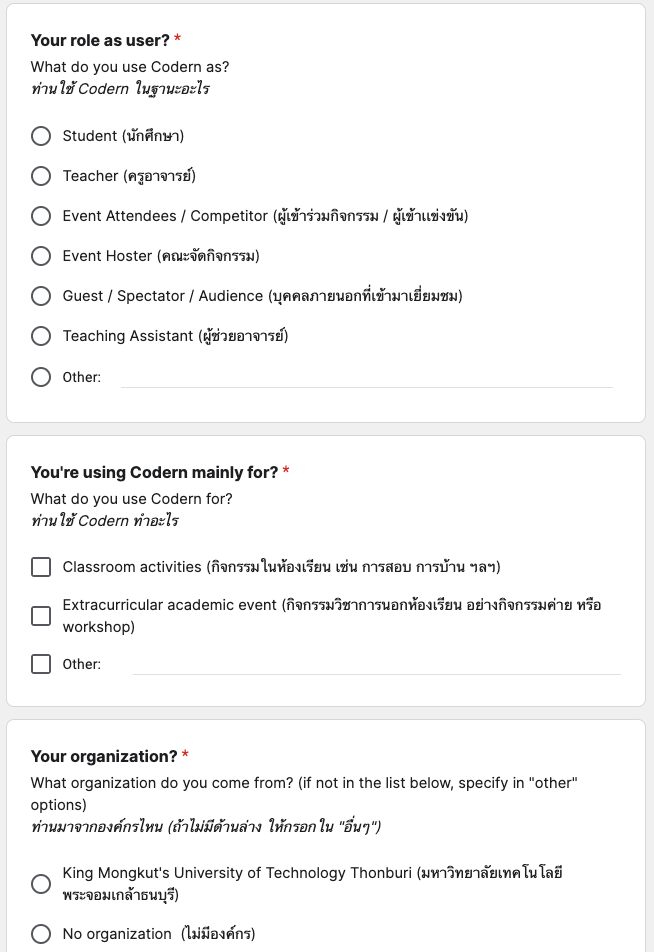 Your role as user? *
What do you use Codern as?
ท่านใช้ Codern ในฐานะอะไร
Student (นักศึกษา)
Teacher (ครูอาจารย์)
Event Attendees / Competitor (ผู้เข้าร่วมกิจกรรม / ผู้เข้าแข่งขัน)
Event Hoster (คณะจัดกิจกรรม)
Guest / Spectator / Audience (บุคคลภายนอกที่เข้ามาเยี่ยมชม)
Teaching Assistant (ผู้ช่วยอาจารย์)
Other:
You're using Codern mainly for? *
What do you use Codern for?
ท่านใช้ Codern ทำอะไร
Classroom activities (กิจกรรมในห้องเรียน เช่น การสอบ การบ้าน ฯลฯ)
Extracurricular academic event (กิจกรรมวิชาการนอกห้องเรียน อย่างกิจกรรมค่าย หรือ
workshop)
Other:
Your organization? *
What organization do you come from? (if not in the list below, specify in "other"
options)
ท่านมาจากองค์กรไหน (ถ้าไม่มีด้านล่าง ให้กรอกใน "อื่นๆ")
King Mongkut's University of Technology Thonburi (มหาวิทยาลัยเทคโนโลยี
พระจอมเกล้าธนบุรี)
No organization (ไม่มีองค์กร)